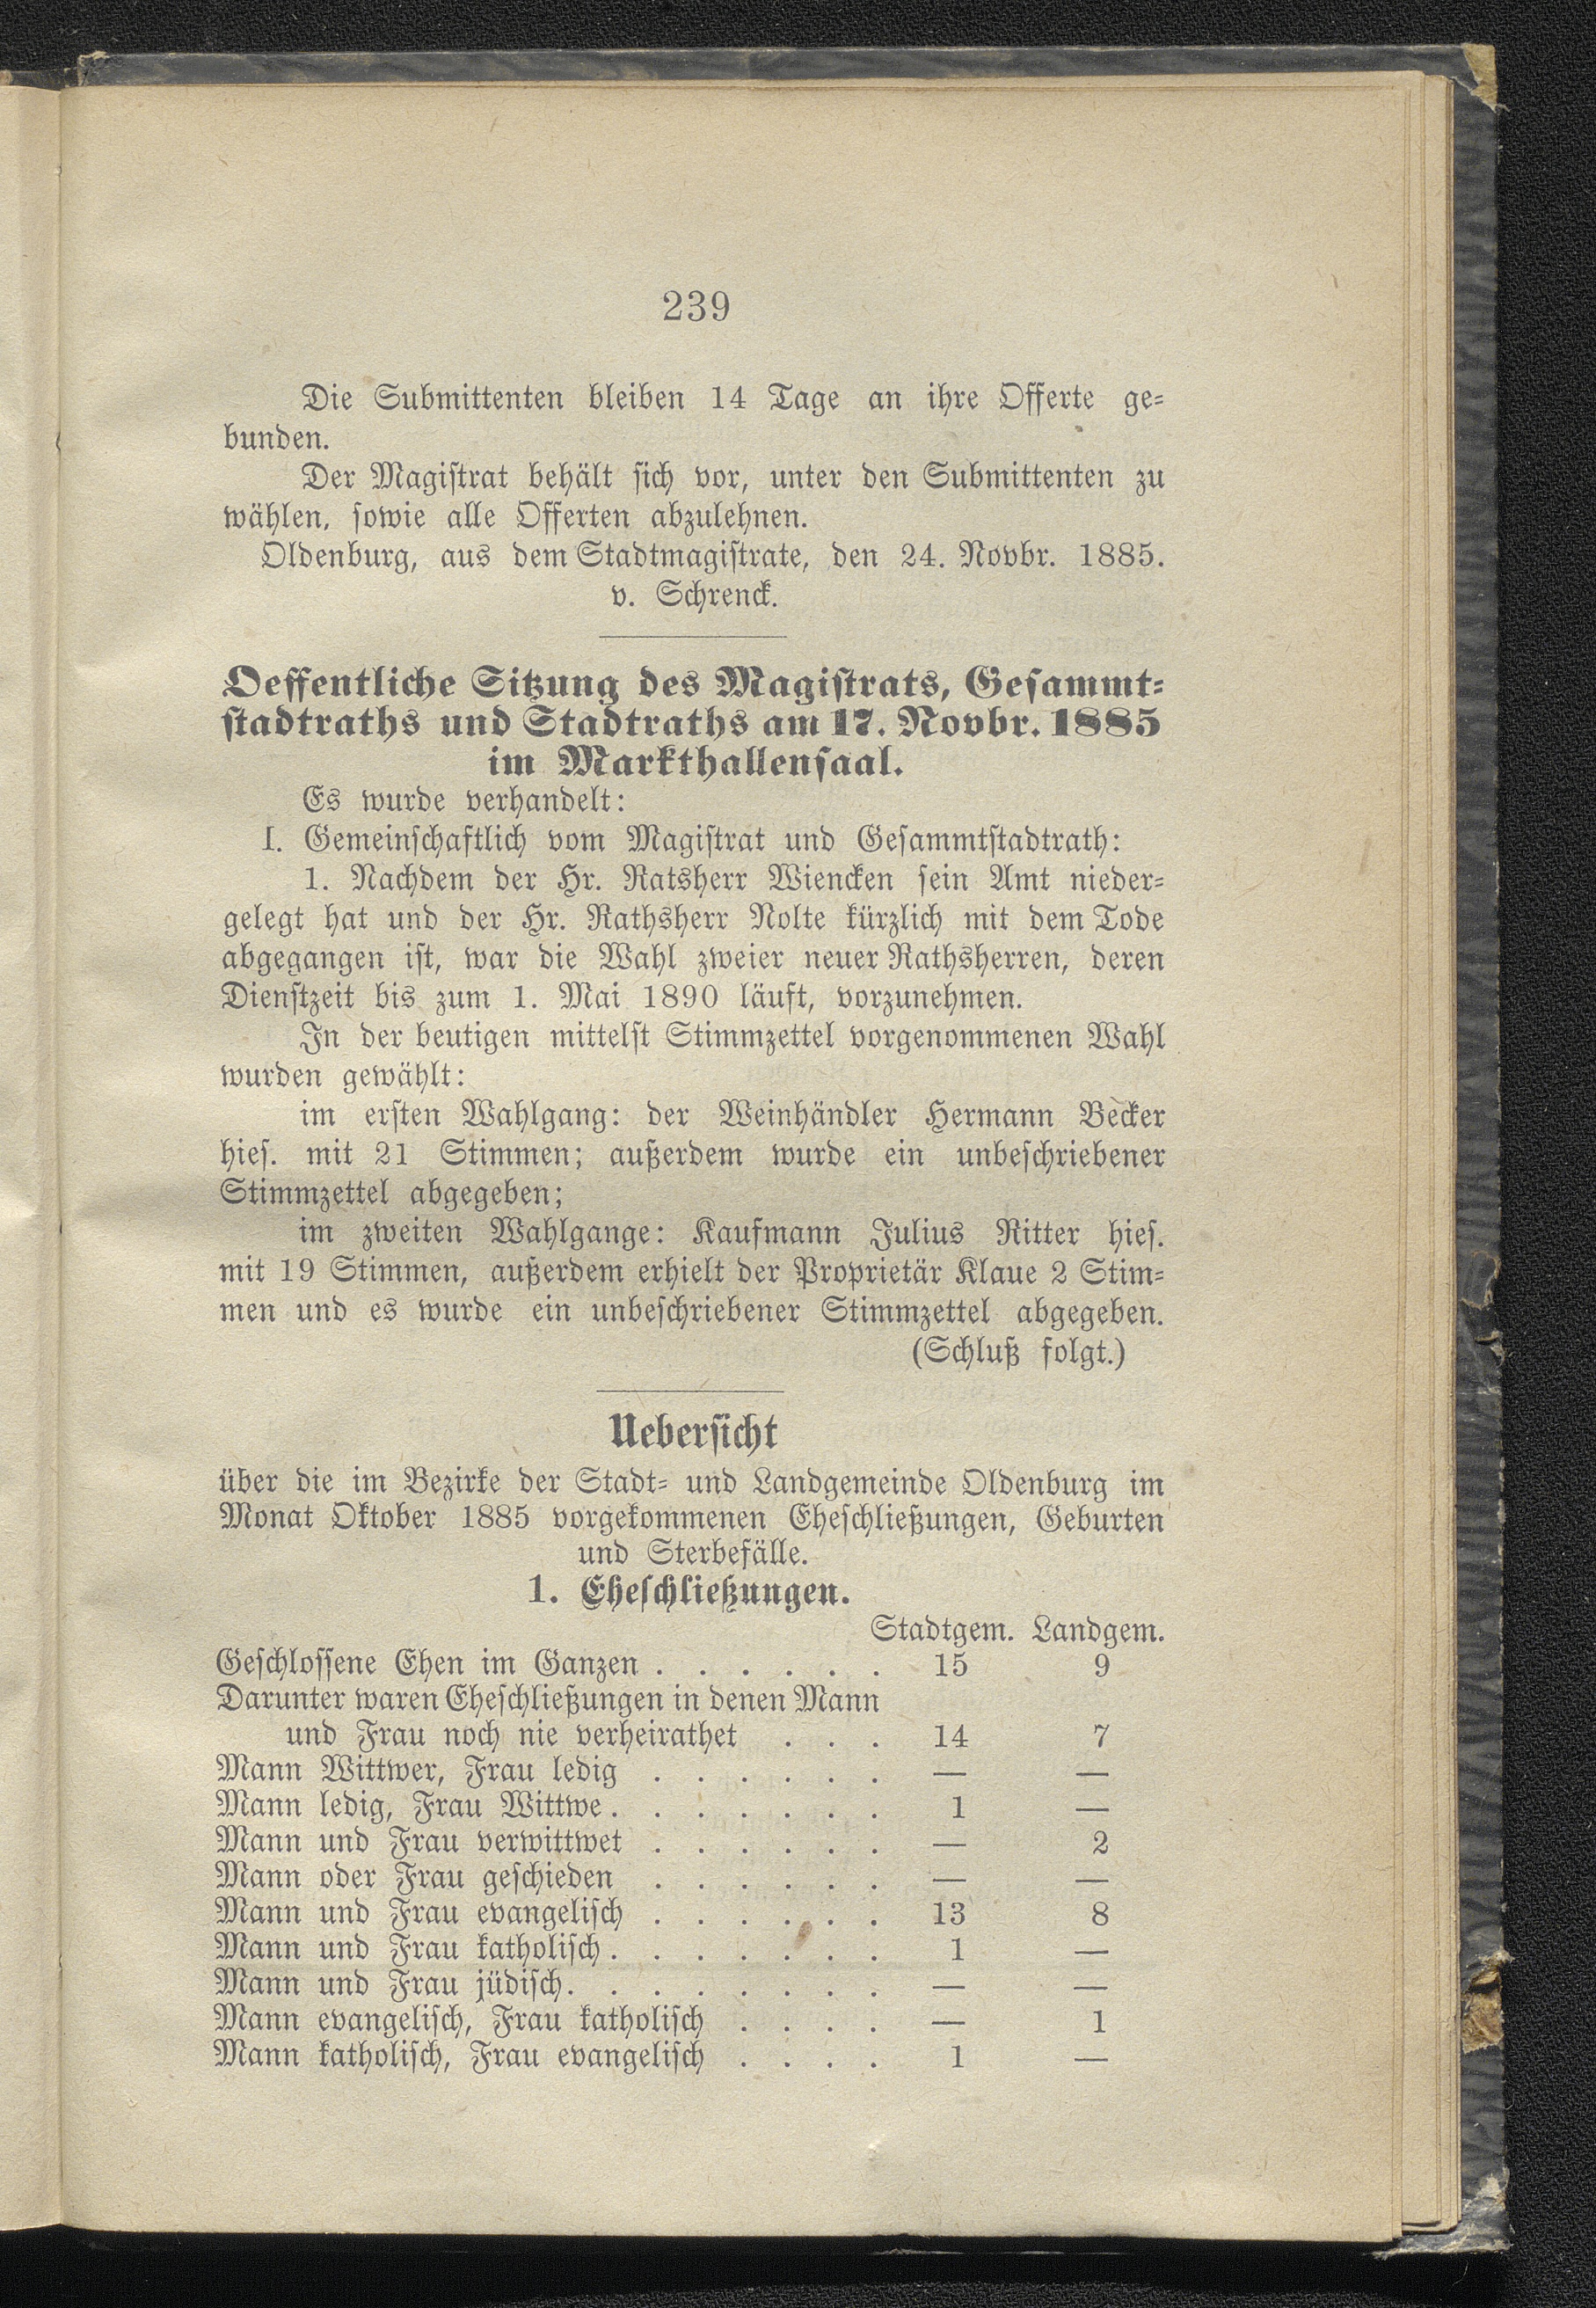 239
Die Submittenten bleiben 14 Tage an ihre Offerte ge-
bunden.
Der Magistrat behält sich vor, unter den Submittenten zu
wählen, sowie alle Offerten abzulehnen.
Oldenburg, aus dem Stadtmagistrate, den 24. Novbr. 1885.
v. Schrenck.
Oeffentliche Sitzung des Magistrats, Gesammt-
stadtraths und Stadtraths am 17. Novbr. 1885
im Markthallensaal.
Es wurde verhandelt:
I. Gemeinschaftlich vom Magistrat und Gesammtstadtrath:
1. Nachdem der Hr. Ratsherr Wiencken sein Amt nieder-
gelegt hat und der Hr. Rathsherr Nolte kürzlich mit dem Tode
abgegangen ist, war die Wahl zweier neuer Rathsherren, deren
Dienstzeit bis zum 1. Mai 1890 läuft, vorzunehmen.
In der beutigen mittelst Stimmzettel vorgenommenen Wahl
wurden gewählt:
im ersten Wahlgang: der Weinhändler Hermann Becker
hies. mit 21 Stimmen; außerdem wurde ein unbeschriebener
Stimmzettel abgegeben;
im zweiten Wahlgange: Kaufmann Julius Ritter hies.
mit 19 Stimmen, außerdem erhielt der Proprietär Klaue 2 Stim-
men und es wurde ein unbeschriebener Stimmzettel abgegeben.
(Schluß folgt.)
Uebersicht
über die im Bezirke der Stadt- und Landgemeinde Oldenburg im
Monat Oktober 1885 vorgekommenen Eheschließungen, Geburten
und Sterbefälle.
1. Eheschließungen.
Stadtgem. Landgem.
Geschlossene Ehen im Ganzen . . . . . . 15 9
Darunter waren Eheschließungen in denen Mann
und Frau noch nie verheirathet . . . 14 7
Mann Wittwer, Frau ledig . . . . . . — —
Mann ledig, Frau Wittwe . . . . . . . 1 —
Mann und Frau verwittwet . . . . . . — 2
Mann oder Frau geschieden . . . . . . — —
Mann und Frau evangelisch . . . . . . 13 8
Mann und Frau katholisch . . . . . . . 1 —
Mann und Frau jüdisch . . . . . . . . — —
Mann evangelisch, Frau katholisch . . . . — 1
Mann katholisch, Frau evangelisch . . . . 1 —